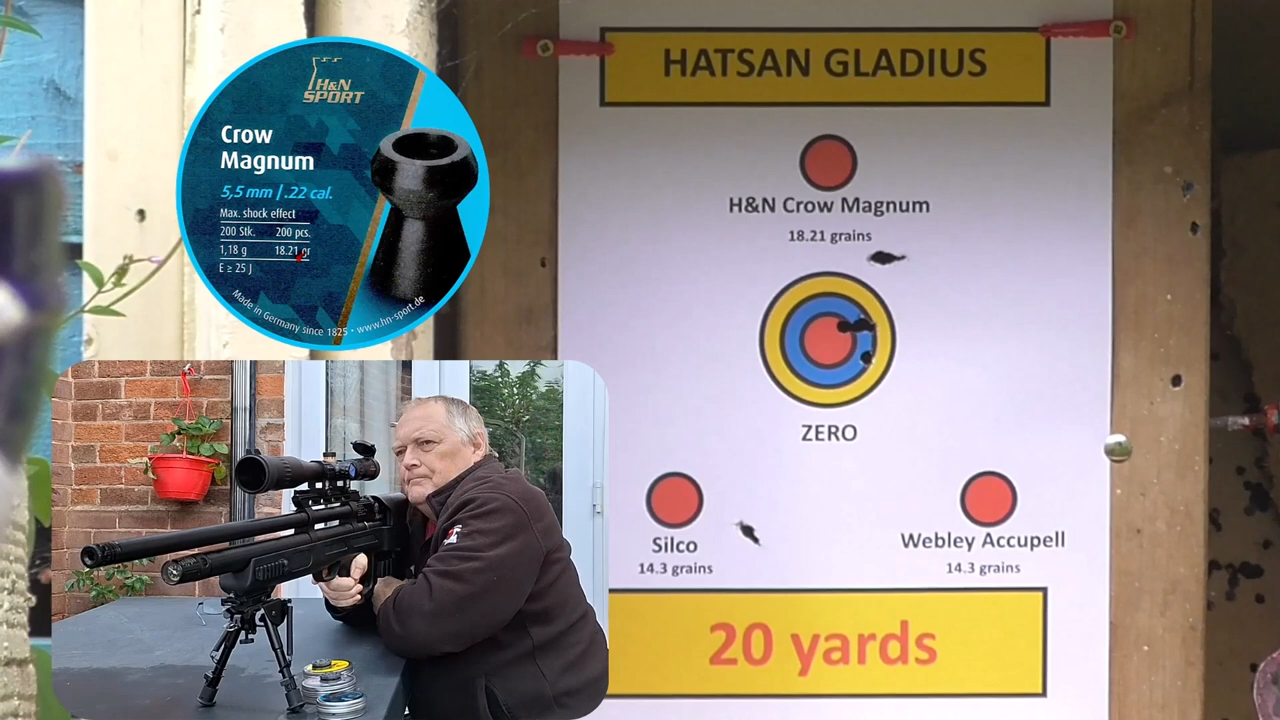 H&N
SPORT
Crow
Magnum
5,5 mm | .22 cal.
Max. shock effect
200 Stk. 200 pcs.
1,18 g 18.21 gr
E ≥ 25 J
Made in Germany since 1825 • www.hn-sport.de
HATSAN GLADIUS
H&N Crow Magnum
18.21 grains
ZERO
Silco
14.3 grains
Webley Accupell
14.3 grains
20 yards